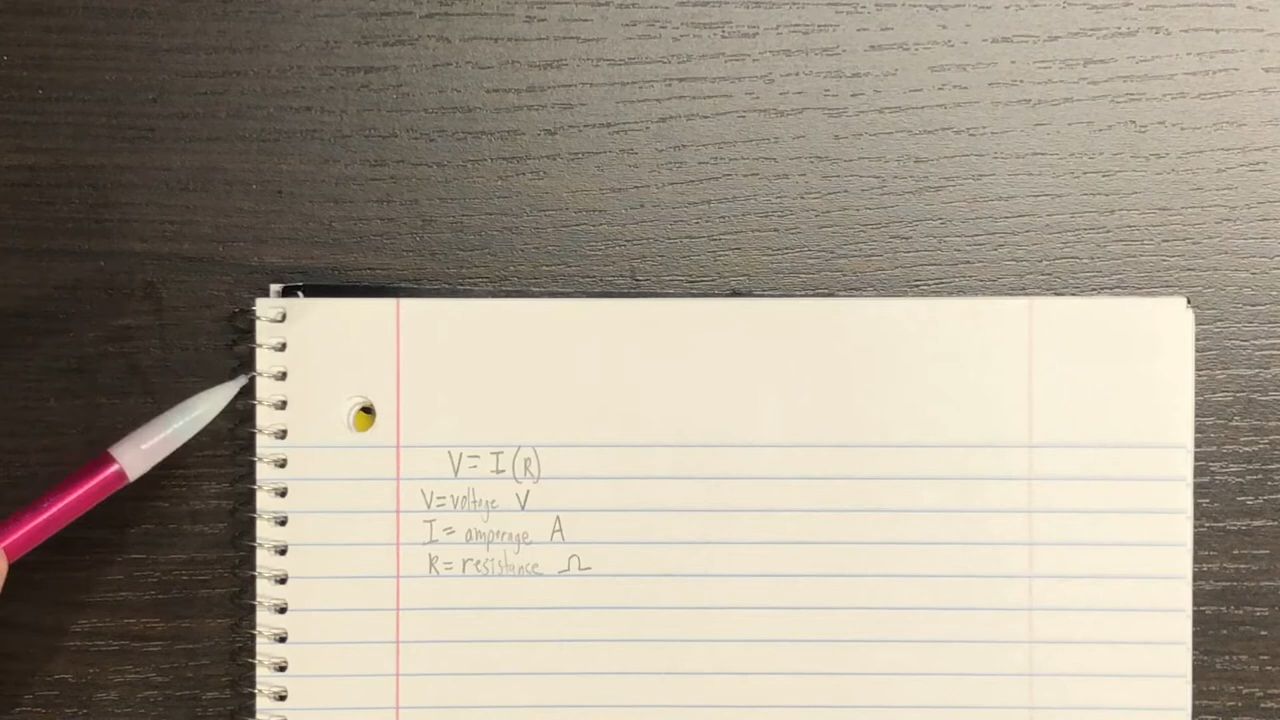 V = I (R)
V = voltage V
I = amperage A
R = resistance Ω